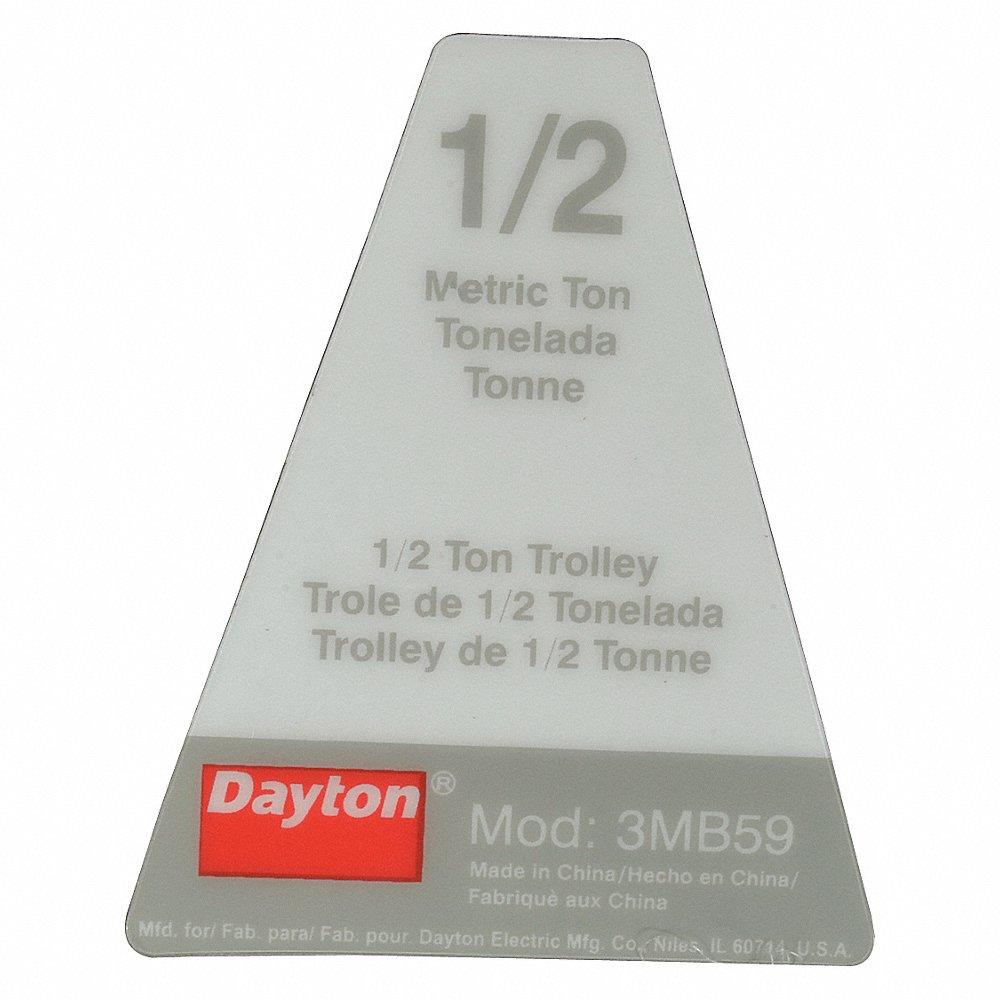 1/2
Metric Ton
Tonelada
Tonne
1/2 Ton Trolley
Trole de 1/2 Tonelada
Trolley de 1/2 Tonne
Dayton®
Mod: 3MB59
Made in China/Hecho en China/
Fabriquè aux China
Mfd. for/ Fab. para/ Fab. pour. Dayton Electric Mfg. Co., Niles, IL 60714, U.S.A.